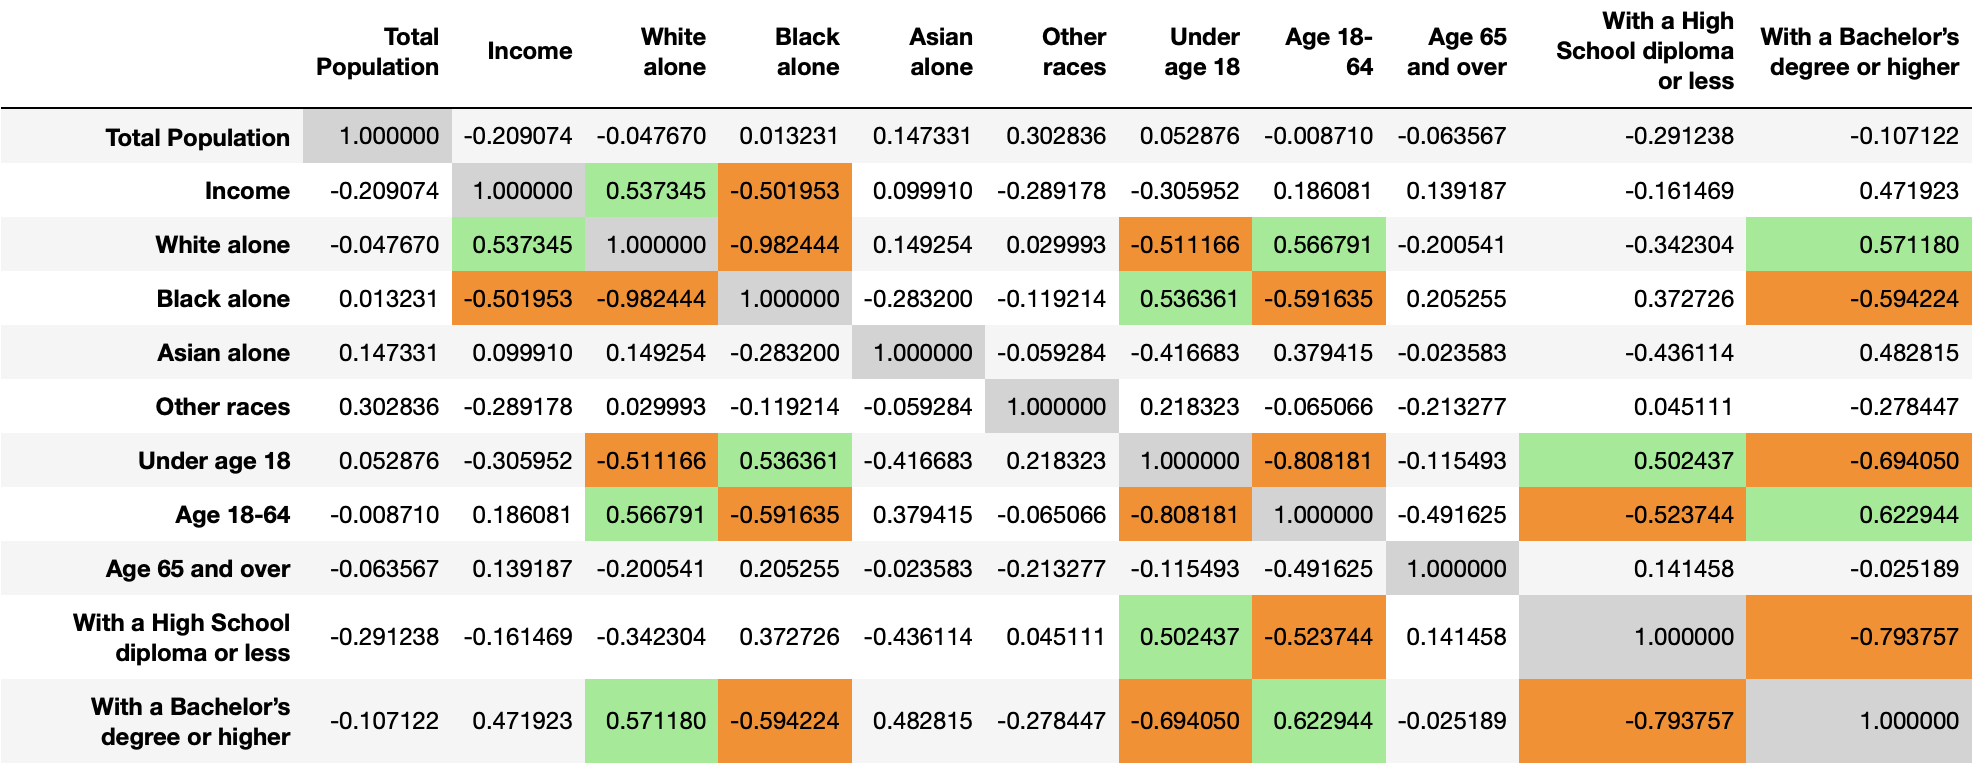 Total Population Income White alone Black alone Asian alone Other races Under age 18 Age 18-64 Age 65 and over With a High School diploma or less With a Bachelor’s degree or higher
Total Population 1.000000 -0.209074 -0.047670 0.013231 0.147331 0.302836 0.052876 -0.008710 -0.063567 -0.291238 -0.107122
Income -0.209074 1.000000 0.537345 -0.501953 0.099910 -0.289178 -0.305952 0.186081 0.139187 -0.161469 0.471923
White alone -0.047670 0.537345 1.000000 -0.982444 0.149254 0.029993 -0.511166 0.566791 -0.200541 -0.342304 0.571180
Black alone 0.013231 -0.501953 -0.982444 1.000000 -0.283200 -0.119214 0.536361 -0.591635 0.205255 0.372726 -0.594224
Asian alone 0.147331 0.099910 0.149254 -0.283200 1.000000 -0.059284 -0.416683 0.379415 -0.023583 -0.436114 0.482815
Other races 0.302836 -0.289178 0.029993 -0.119214 -0.059284 1.000000 0.218323 -0.065066 -0.213277 0.045111 -0.278447
Under age 18 0.052876 -0.305952 -0.511166 0.536361 -0.416683 0.218323 1.000000 -0.808181 -0.115493 0.502437 -0.694050
Age 18-64 -0.008710 0.186081 0.566791 -0.591635 0.379415 -0.065066 -0.808181 1.000000 -0.491625 -0.523744 0.622944
Age 65 and over -0.063567 0.139187 -0.200541 0.205255 -0.023583 -0.213277 -0.115493 -0.491625 1.000000 0.141458 -0.025189
With a High School diploma or less -0.291238 -0.161469 -0.342304 0.372726 -0.436114 0.045111 0.502437 -0.523744 0.141458 1.000000 -0.793757
With a Bachelor’s degree or higher -0.107122 0.471923 0.571180 -0.594224 0.482815 -0.278447 -0.694050 0.622944 -0.025189 -0.793757 1.000000